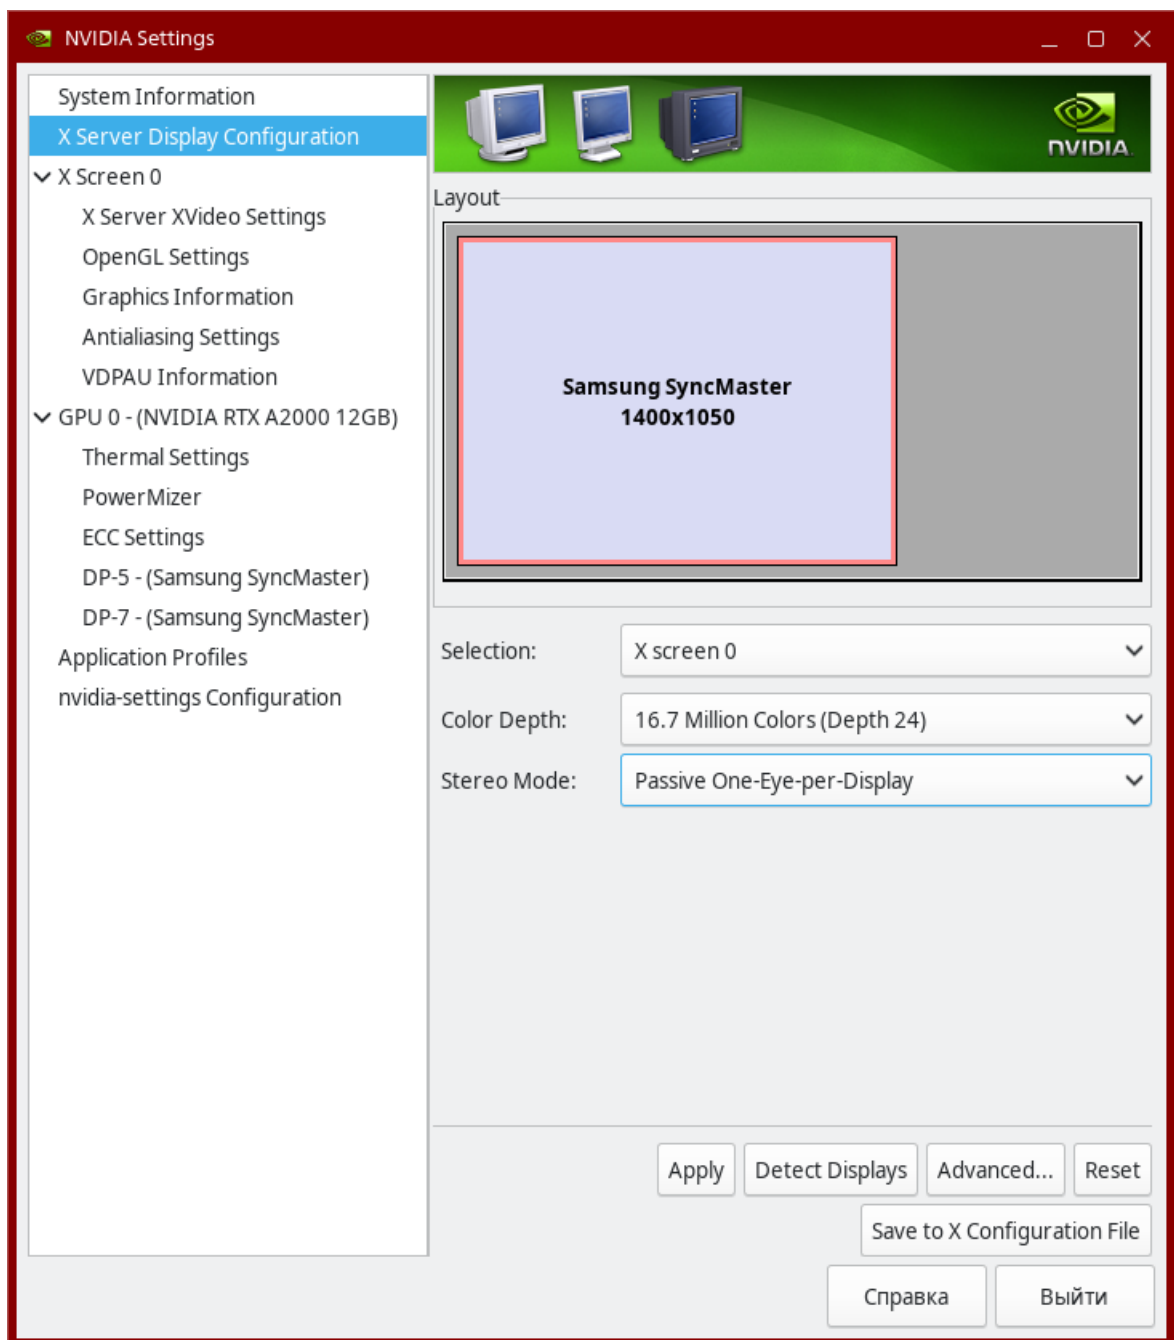 NVIDIA Settings
System Information
X Server Display Configuration
X Screen 0
X Server XVideo Settings
OpenGL Settings
Graphics Information
Antialiasing Settings
VDPAU Information
GPU 0 - (NVIDIA RTX A2000 12GB)
Thermal Settings
PowerMizer
ECC Settings
DP-5 - (Samsung SyncMaster)
DP-7 - (Samsung SyncMaster)
Application Profiles
nvidia-settings Configuration
NVIDIA.
Layout
Samsung SyncMaster
1400x1050
Selection: X screen 0
Color Depth: 16.7 Million Colors (Depth 24)
Stereo Mode: Passive One-Eye-per-Display
Apply Detect Displays Advanced... Reset
Save to X Configuration File
Справка Выйти